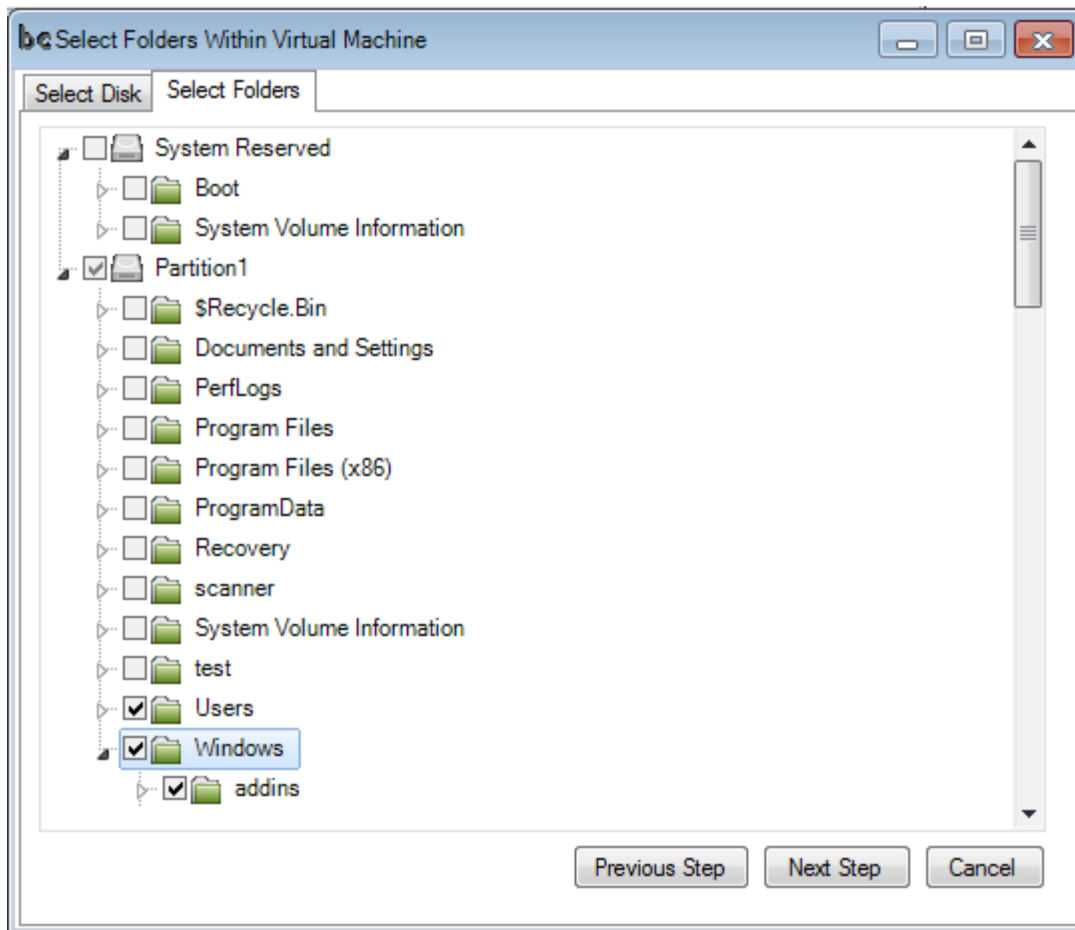 bc Select Folders Within Virtual Machine
Select Disk Select Folders
System Reserved
Boot
System Volume Information
Partition1
$Recycle.Bin
Documents and Settings
PerfLogs
Program Files
Program Files (x86)
ProgramData
Recovery
scanner
System Volume Information
test
Users
Windows
addins
Previous Step Next Step Cancel